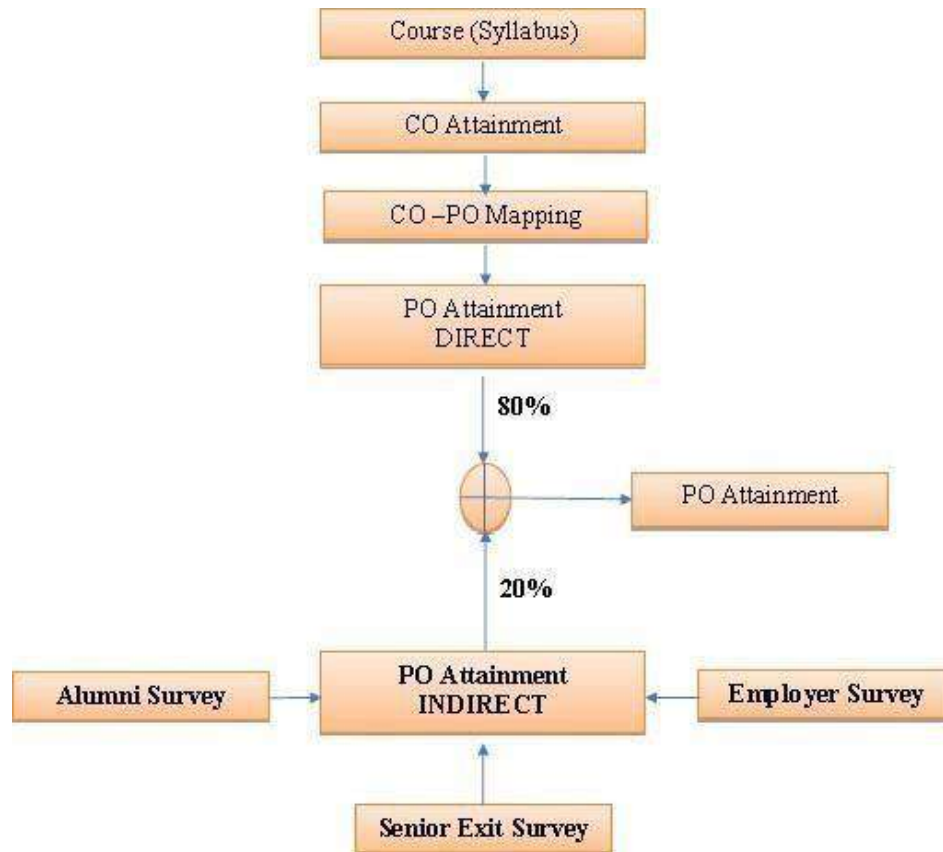 Course (Syllabus)
CO Attainment
CO –PO Mapping
PO Attainment
DIRECT
80%
PO Attainment
20%
PO Attainment
INDIRECT
Alumni Survey
Employer Survey
Senior Exit Survey